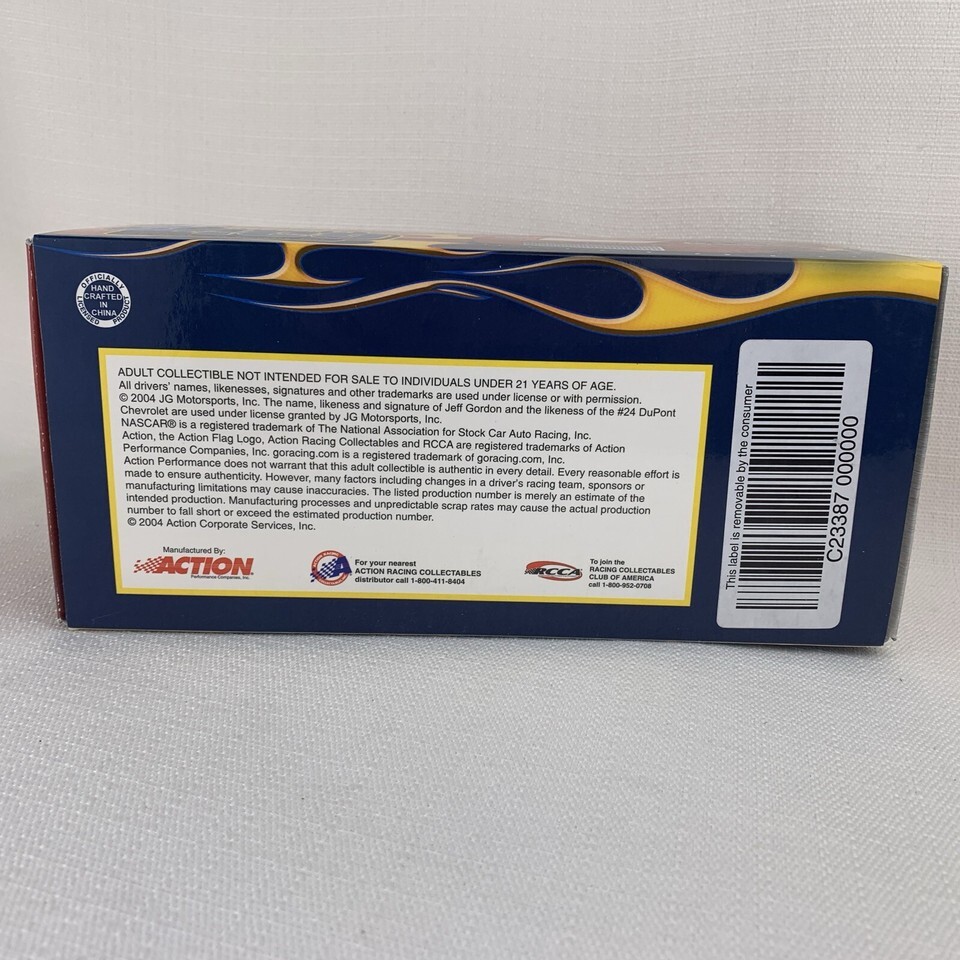 OFFICIALLY LICENSED PRODUCT
HAND
CRAFTED
IN
CHINA
ADULT COLLECTIBLE NOT INTENDED FOR SALE TO INDIVIDUALS UNDER 21 YEARS OF AGE.
All drivers' names, likenesses, signatures and other trademarks are used under license or with permission.
© 2004 JG Motorsports, Inc. The name, likeness and signature of Jeff Gordon and the likeness of the #24 DuPont
Chevrolet are used under license granted by JG Motorsports, Inc.
NASCAR® is a registered trademark of The National Association for Stock Car Auto Racing, Inc.
Action, the Action Flag Logo, Action Racing Collectables and RCCA are registered trademarks of Action
Performance Companies, Inc. goracing.com is a registered trademark of goracing.com, Inc.
Action Performance does not warrant that this adult collectible is authentic in every detail. Every reasonable effort is
made to ensure authenticity. However, many factors including changes in a driver's racing team, sponsors or
manufacturing limitations may cause inaccuracies. The listed production number is merely an estimate of the
intended production. Manufacturing processes and unpredictable scrap rates may cause the actual production
number to fall short or exceed the estimated production number.
© 2004 Action Corporate Services, Inc.
Manufactured By:
ACTION
Performance Companies, Inc.
For your nearest
ACTION RACING COLLECTABLES
distributor call 1-800-411-8404
RCCA
To join the
RACING COLLECTABLES
CLUB OF AMERICA
call 1-800-952-0708
This label is removable by the consumer
C23387 000000